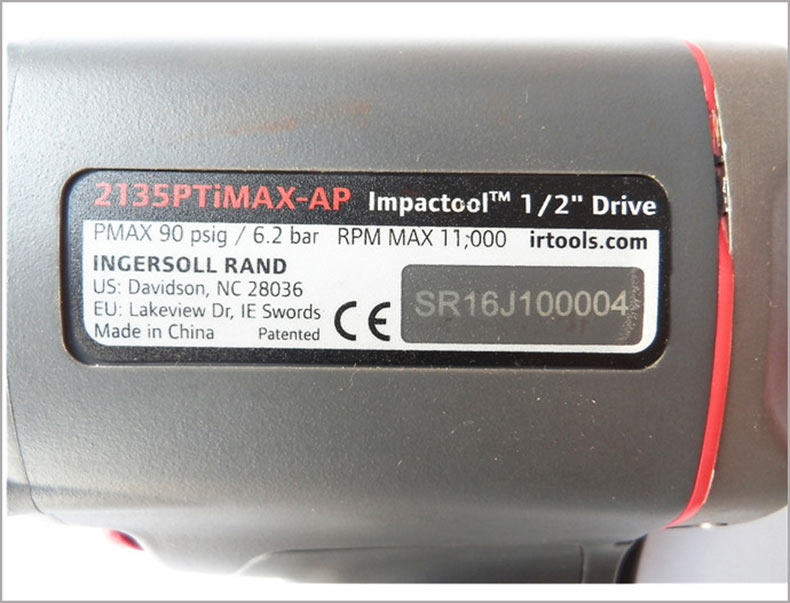 2135PTiMAX-AP Impactool™ 1/2" Drive
PMAX 90 psig / 6.2 bar RPM MAX 11;000 irtools.com
INGERSOLL RAND
US: Davidson, NC 28036
EU: Lakeview Dr, IE Swords
Made in China Patented CE
SR16J100004